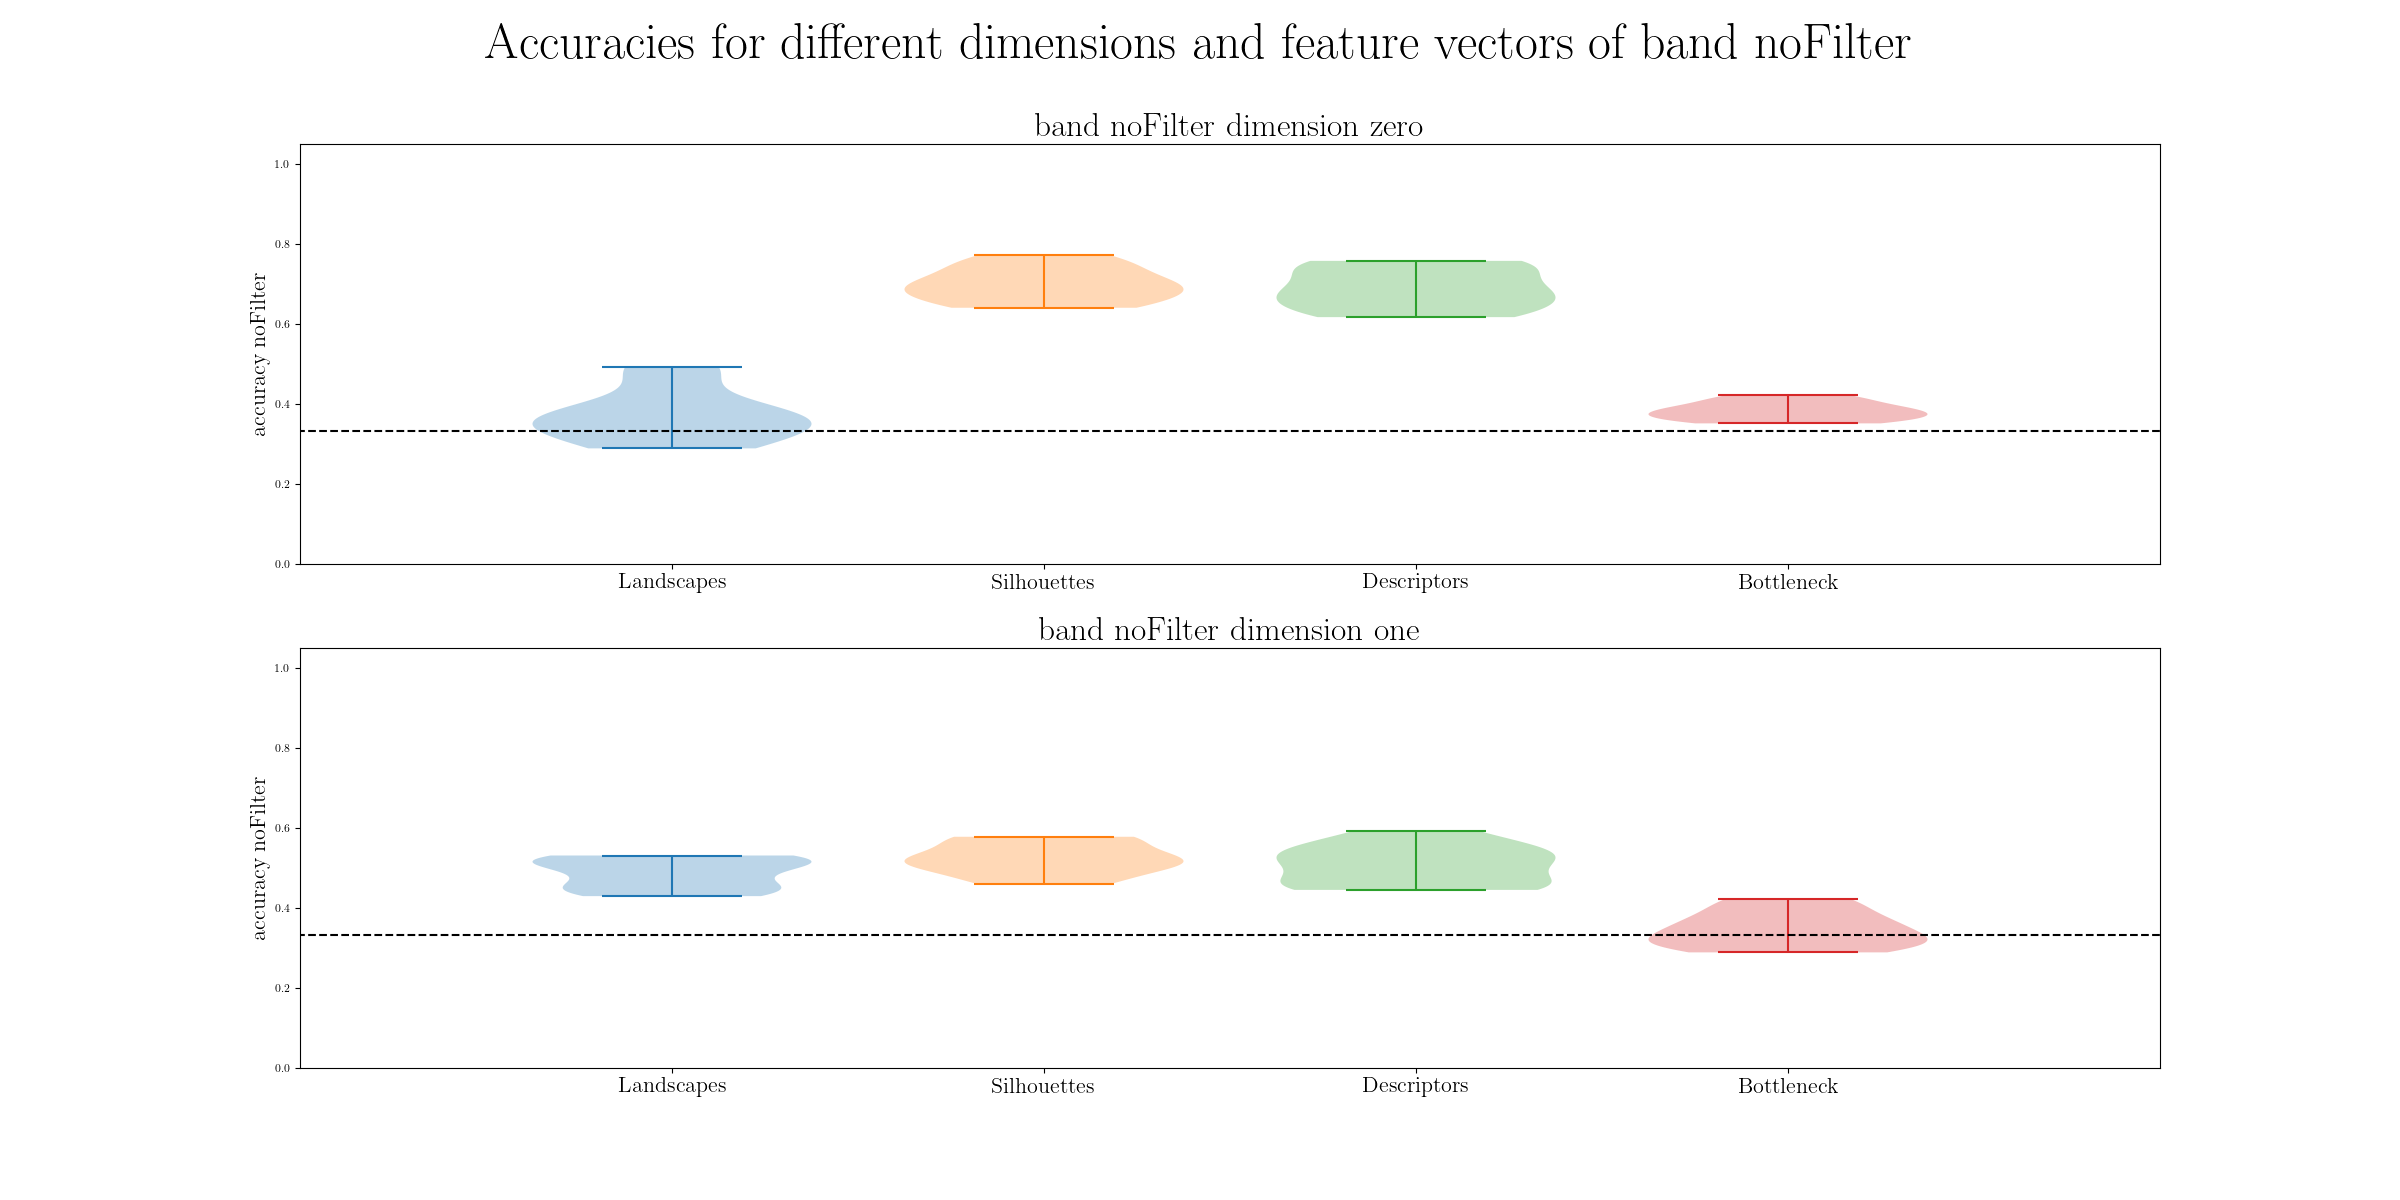 Accuracies for different dimensions and feature vectors of band noFilter
band noFilter dimension zero
accuracy noFilter
1.0
0.8
0.6
0.4
0.2
0.0
Landscapes Silhouettes Descriptors Bottleneck
band noFilter dimension one
accuracy noFilter
1.0
0.8
0.6
0.4
0.2
0.0
Landscapes Silhouettes Descriptors Bottleneck